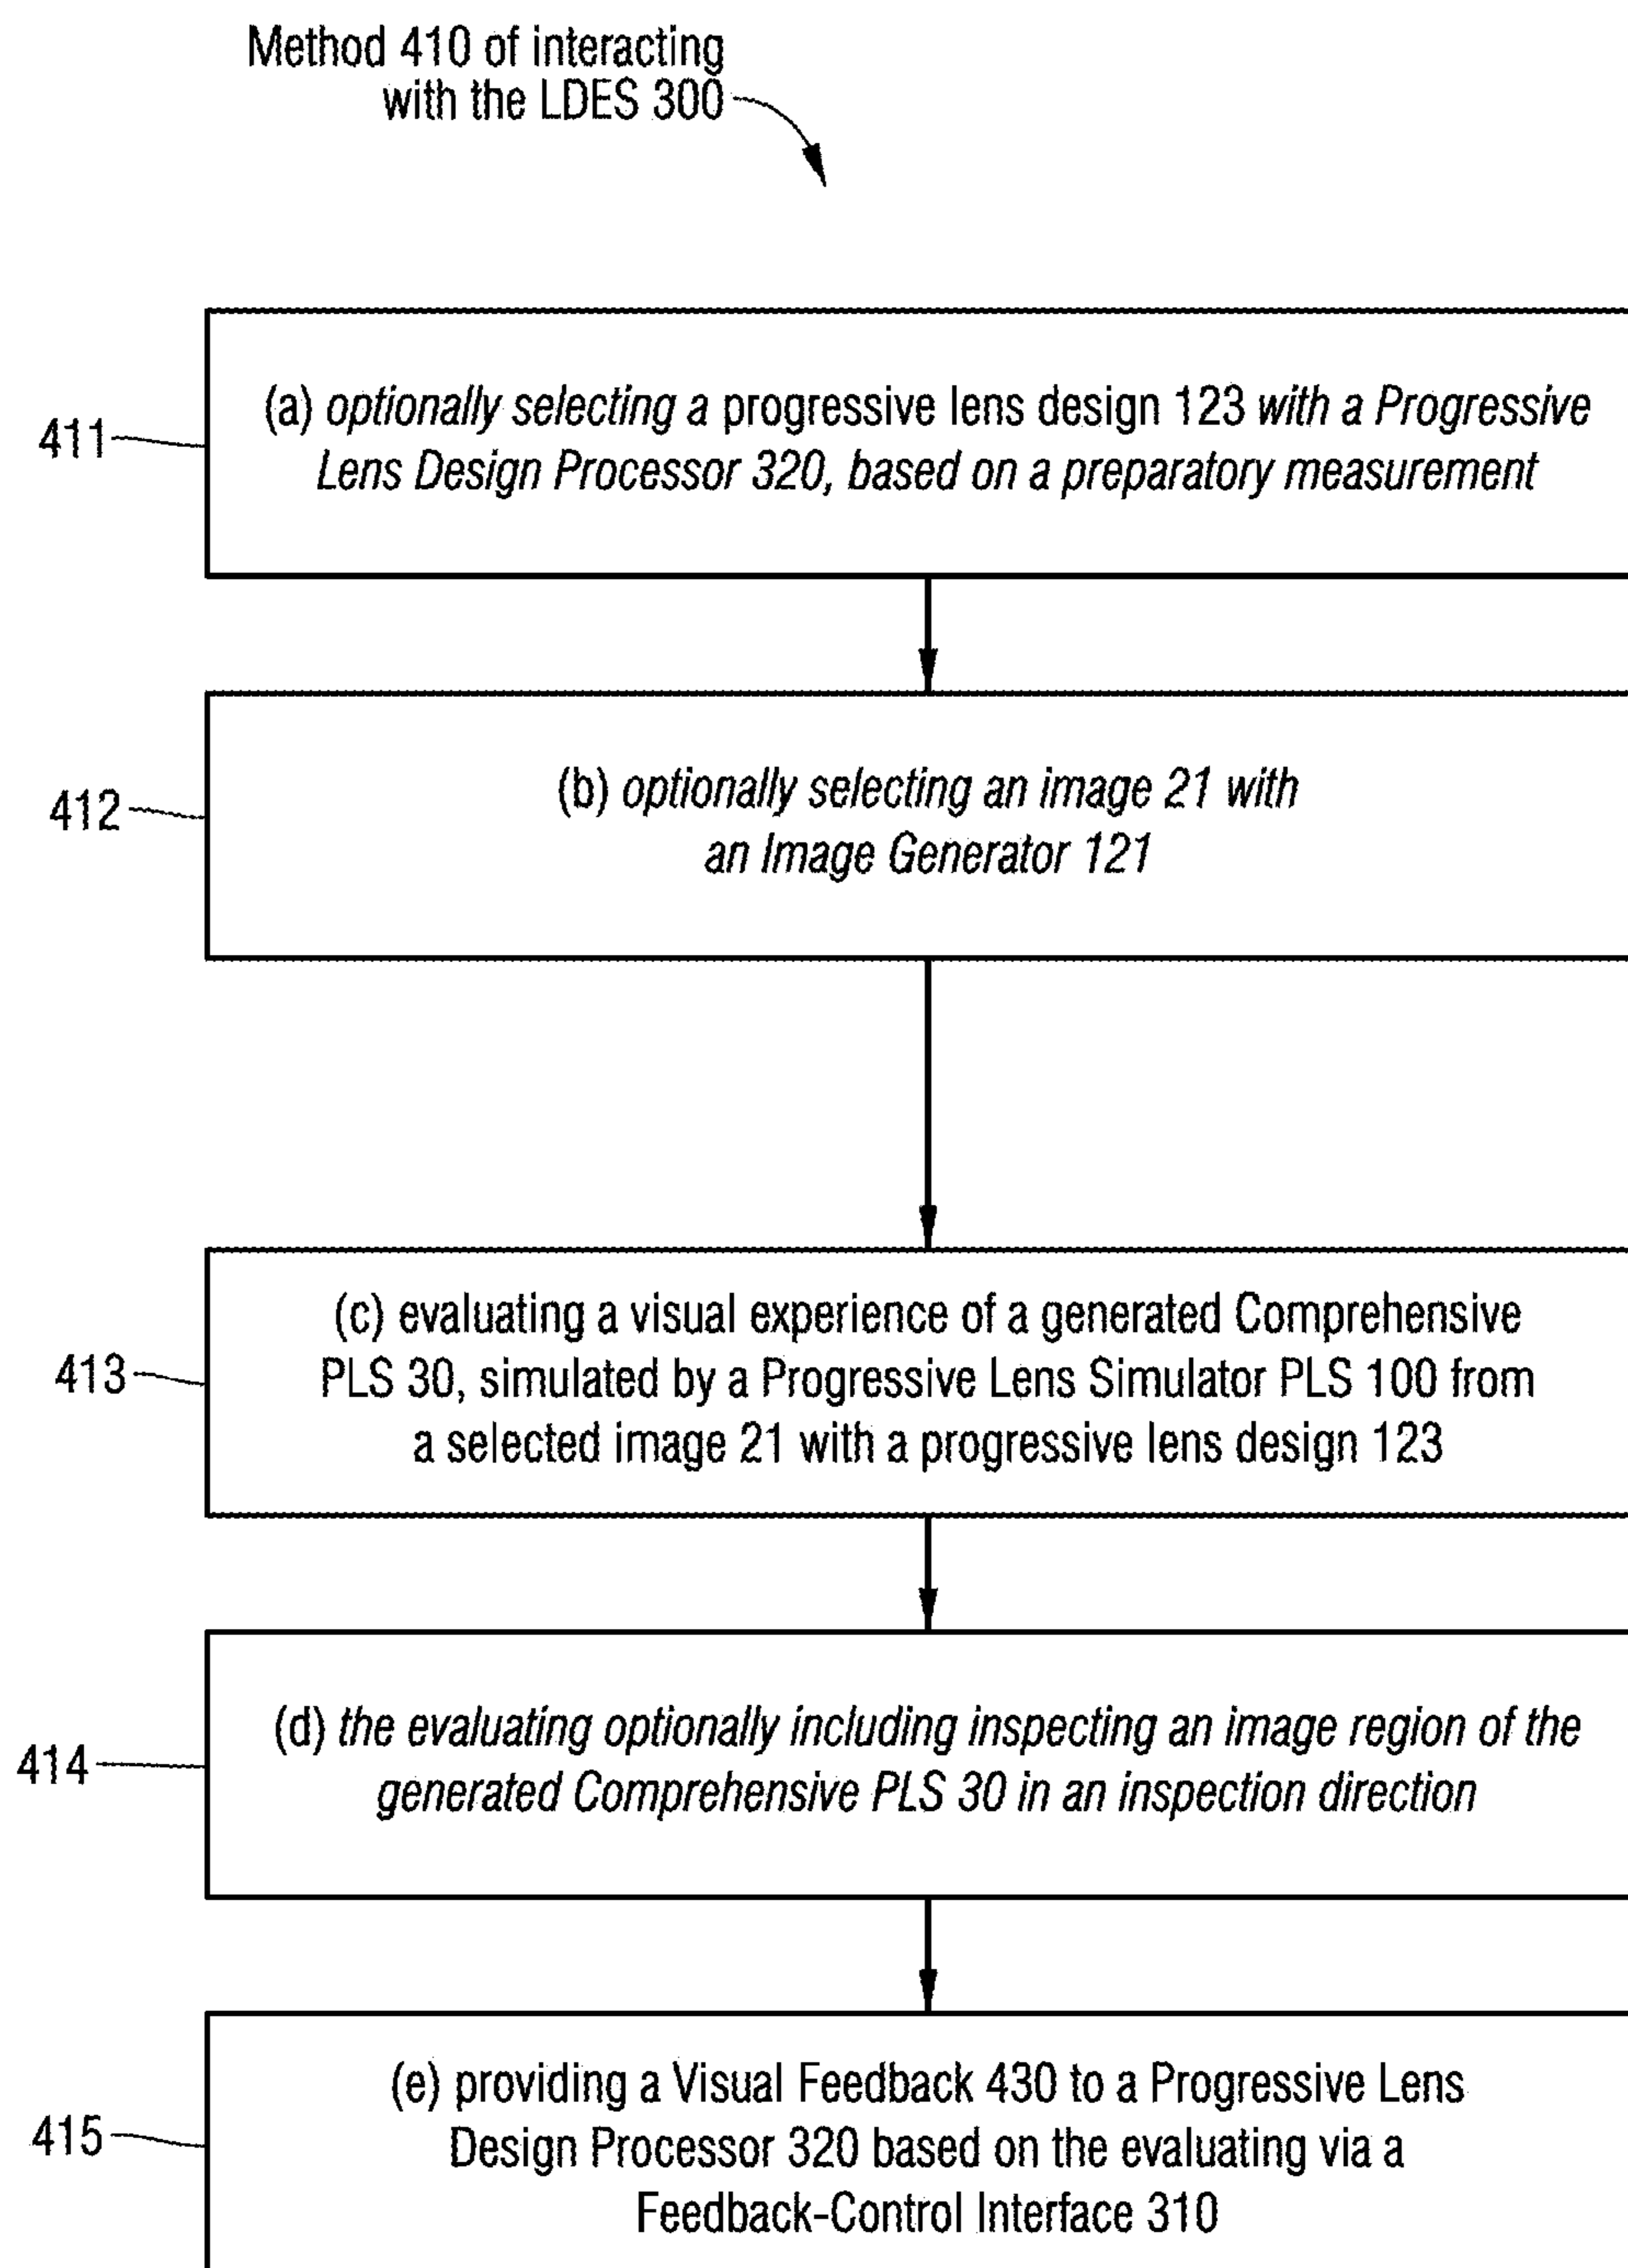 Method 410 of interacting
with the LDES 300
411
(a) optionally selecting a progressive lens design 123 with a Progressive
Lens Design Processor 320, based on a preparatory measurement
412
(b) optionally selecting an image 21 with
an Image Generator 121
413
(c) evaluating a visual experience of a generated Comprehensive
PLS 30, simulated by a Progressive Lens Simulator PLS 100 from
a selected image 21 with a progressive lens design 123
414
(d) the evaluating optionally including inspecting an image region of the
generated Comprehensive PLS 30 in an inspection direction
415
(e) providing a Visual Feedback 430 to a Progressive Lens
Design Processor 320 based on the evaluating via a
Feedback-Control Interface 310